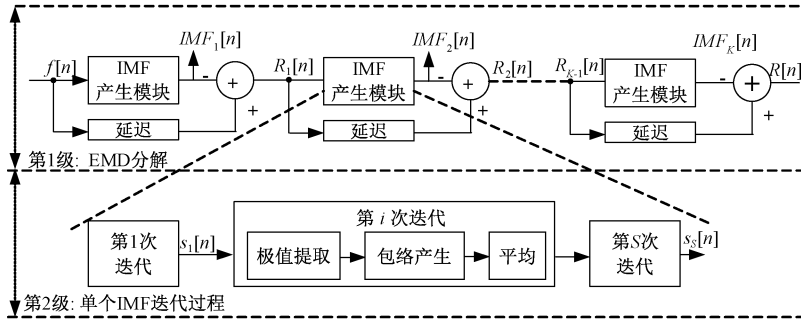 f[n]
IMF
产生模块
延迟
IMF₁[n]
-
+
+
R₁[n]
IMF
产生模块
延迟
IMF₂[n]
-
+
+
R₂[n]
R_{K-1}[n]
IMF
产生模块
延迟
IMF_K[n]
-
+
+
R[n]
第1级: EMD分解
第1次
迭代
s₁[n]
第 i 次迭代
极值提取
包络产生
平均
第S次
迭代
s_S[n]
第2级: 单个IMF迭代过程